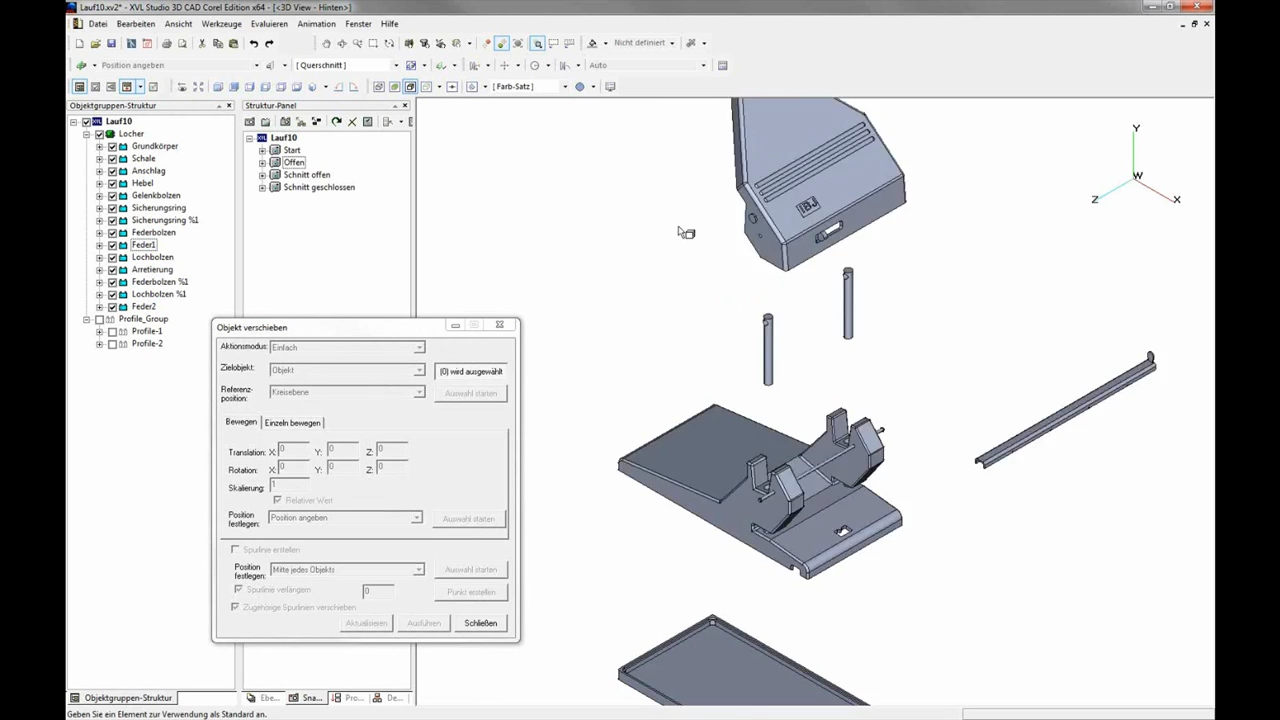 Lauf10.xv2* - XVL Studio 3D CAD Corel Edition x64 - [<3D View - Hinten>]
Datei Bearbeiten Ansicht Werkzeuge Evaluieren Animation Fenster Hilfe
Nicht definiert
Position angeben [ Querschnitt ] Auto
[ Farb-Satz ]
Objektgruppen-Struktur
Lauf10
Locher
Grundkörper
Schale
Anschlag
Hebel
Gelenkbolzen
Sicherungsring
Sicherungsring %1
Federbolzen
Feder1
Lochbolzen
Arretierung
Federbolzen %1
Lochbolzen %1
Feder2
Profile_Group
Profile-1
Profile-2
Struktur-Panel
Lauf10
Start
Offen
Schnitt offen
Schnitt geschlossen
IBJ
Y
W
Z X
Objekt verschieben
Aktionsmodus: Einfach
Zielobjekt: Objekt (0) wird ausgewählt
Referenz-
position: Kreisebene Auswahl starten
Bewegen Einzeln bewegen
Translation: X: 0 Y: 0 Z: 0
Rotation: X: 0 Y: 0 Z: 0
Skalierung: 1
Relativer Wert
Position
festlegen: Position angeben Auswahl starten
Spurlinie erstellen
Position
festlegen: Mitte jedes Objekts Auswahl starten
Spurlinie verlängern 0 Punkt erstellen
Zugehörige Spurlinien verschieben
Aktualisieren Ausführen Schließen
Objektgruppen-Struktur Ebe... Sna... Pro... De...
Geben Sie ein Element zur Verwendung als Standard an.